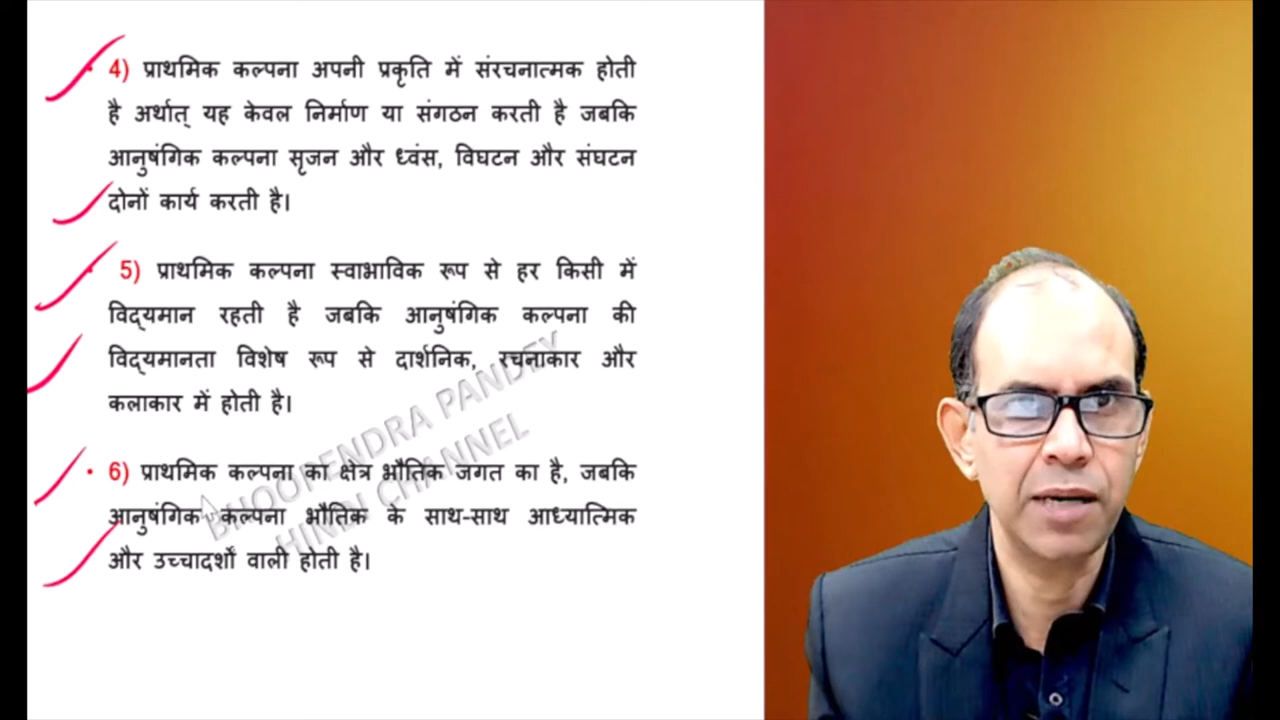 4) प्राथमिक कल्पना अपनी प्रकृति में संरचनात्मक होती
है अर्थात् यह केवल निर्माण या संगठन करती है जबकि
आनुषंगिक कल्पना सृजन और ध्वंस, विघटन और संघटन
दोनों कार्य करती है।
5) प्राथमिक कल्पना स्वाभाविक रूप से हर किसी में
विद्यमान रहती है जबकि आनुषंगिक कल्पना की
विद्यमानता विशेष रूप से दार्शनिक, रचनाकार और
कलाकार में होती है।
• 6) प्राथमिक कल्पना का क्षेत्र भौतिक जगत का है, जबकि
आनुषंगिक कल्पना भौतिक के साथ-साथ आध्यात्मिक
और उच्चादर्शों वाली होती है।
BHOOPENDRA PANDEY
HINDI CHANNEL